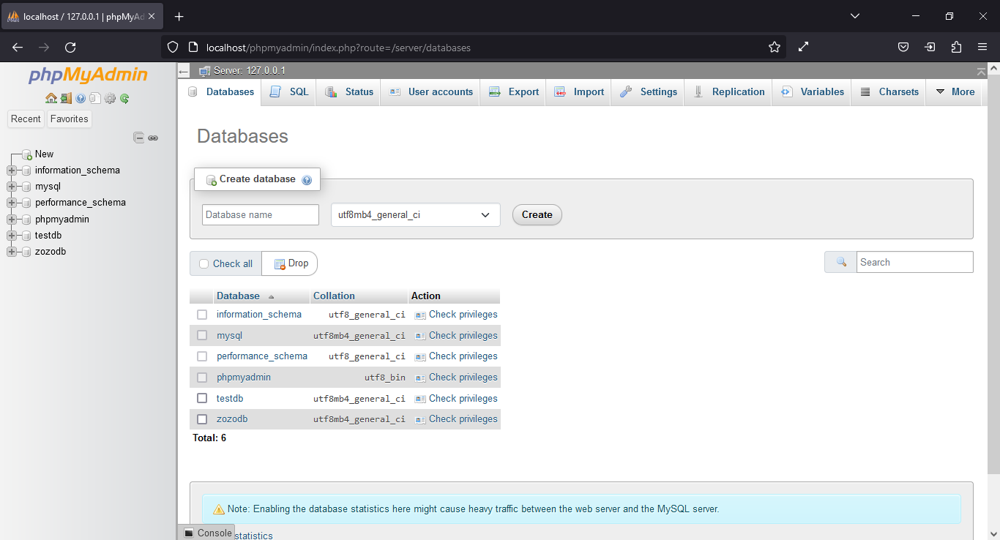 localhost / 127.0.0.1 | phpMyAd
localhost/phpmyadmin/index.php?route=/server/databases
phpMyAdmin
Recent Favorites
New
information_schema
mysql
performance_schema
phpmyadmin
testdb
zozodb
Server: 127.0.0.1
Databases SQL Status User accounts Export Import Settings Replication Variables Charsets More
Databases
Create database
Database name utf8mb4_general_ci Create
Check all Drop Search
Database Collation Action
information_schema utf8_general_ci Check privileges
mysql utf8mb4_general_ci Check privileges
performance_schema utf8_general_ci Check privileges
phpmyadmin utf8_bin Check privileges
testdb utf8mb4_general_ci Check privileges
zozodb utf8mb4_general_ci Check privileges
Total: 6
Note: Enabling the database statistics here might cause heavy traffic between the web server and the MySQL server.
Console statistics